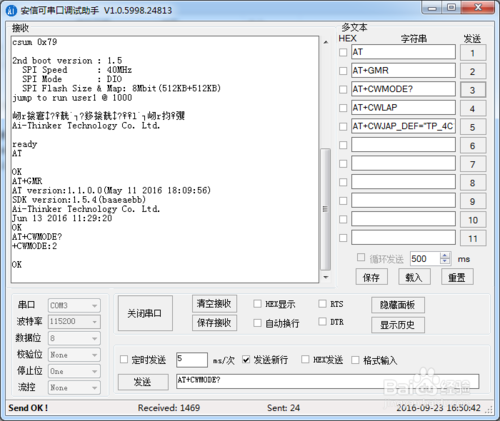 安信可串口调试助手 V1.0.5998.24813
接收
csum 0x79
2nd boot version : 1.5
SPI Speed : 40MHz
SPI Mode : DIO
SPI Flash Size & Map: 8Mbit(512KB+512KB)
jump to run user1 @ 1000
Ai-Thinker Technology Co. Ltd.
ready
AT
OK
AT+GMR
AT version:1.1.0.0(May 11 2016 18:09:56)
SDK version:1.5.4(baaeaebb)
Ai-Thinker Technology Co. Ltd.
Jun 13 2016 11:29:20
OK
AT+CWMODE?
+CWMODE:2
OK
多文本
HEX 字符串 发送
AT 1
AT+GMR 2
AT+CWMODE? 3
AT+CWLAP 4
AT+CWJAP_DEF="TP_4C 5
6
7
8
9
10
11
循环发送 500 ms
保存 载入 重置
串口 COM3
波特率 115200
数据位 8
校验位 None
停止位 One
流控 None
关闭串口 清空接收 HEX显示 RTS 隐藏面板
保存接收 自动换行 DTR 显示历史
定时发送 5 ms/次 发送新行 HEX发送 格式输入
发送 AT+CWMODE?
Send OK ! Received: 1469 Sent: 24 2016-09-23 16:50:42
Baidu 经验